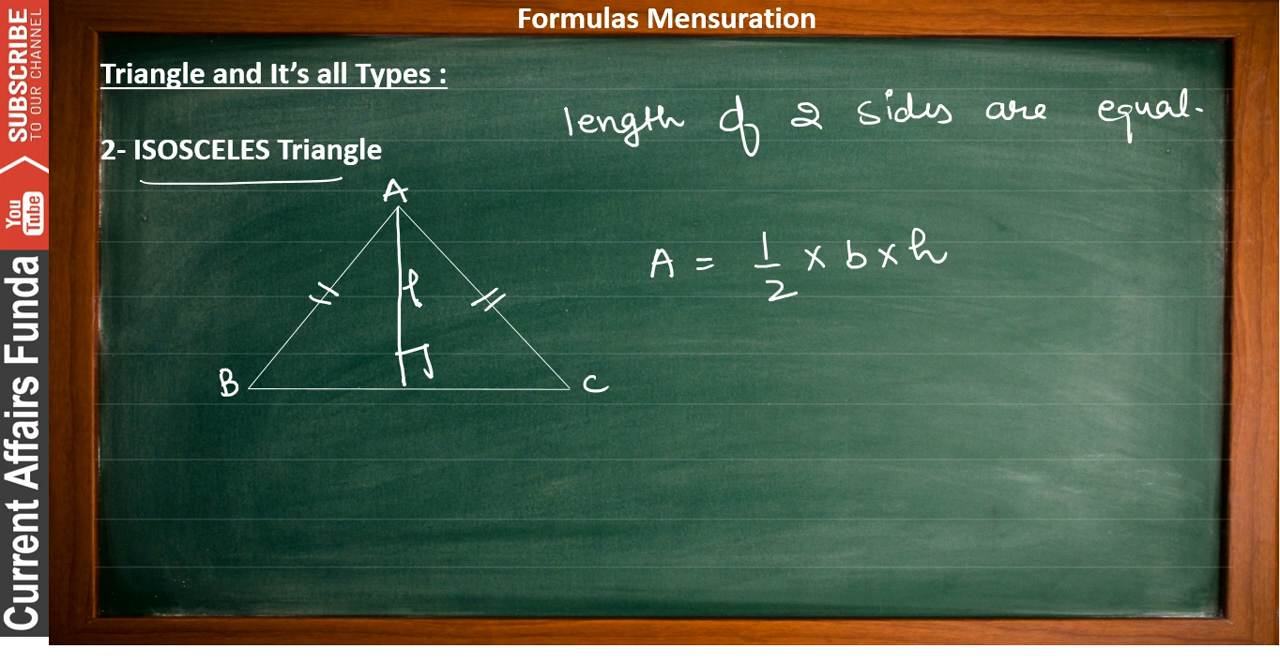 Formulas Mensuration
SUBSCRIBE
TO OUR CHANNEL
You
Tube
Current Affairs Funda
Triangle and It’s all Types :
length of 2 sides are equal.
2- ISOSCELES Triangle
A
B
C
A = 1/2 × b × h